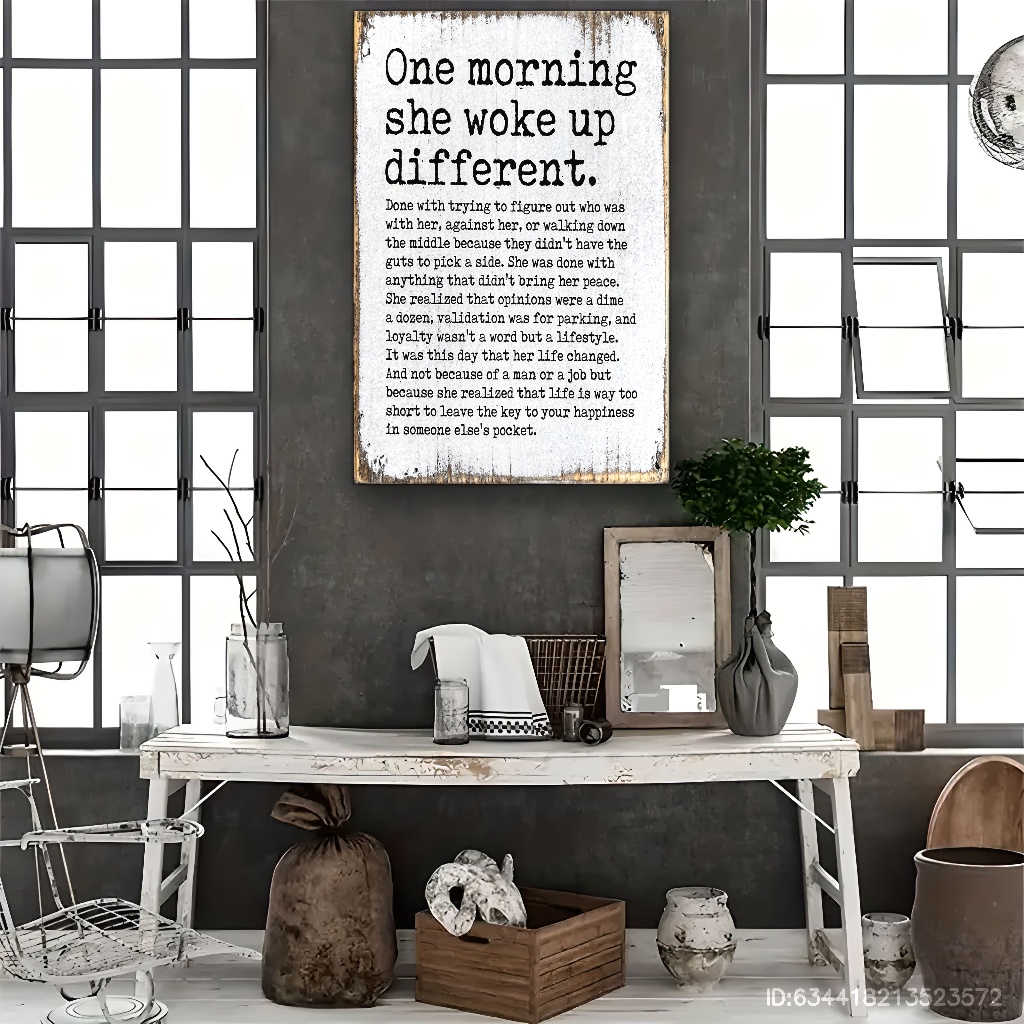 One morning
she woke up
different.
Done with trying to figure out who was
with her, against her, or walking down
the middle because they didn't have the
guts to pick a side. She was done with
anything that didn't bring her peace.
She realized that opinions were a dime
a dozen, validation was for parking, and
loyalty wasn't a word but a lifestyle.
It was this day that her life changed.
And not because of a man or a job but
because she realized that life is way too
short to leave the key to your happiness
in someone else's pocket.
ID:634418213523572